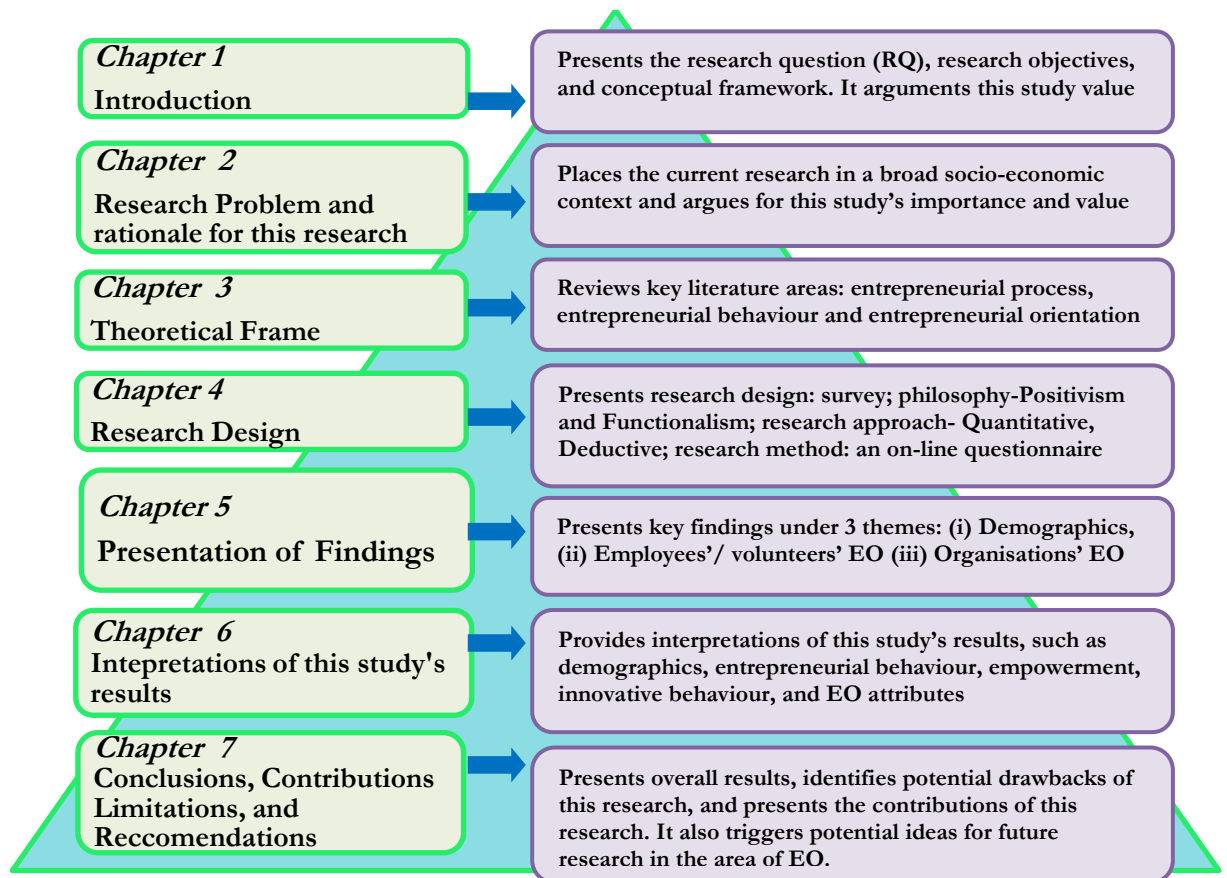 Chapter 1
Introduction
Presents the research question (RQ), research objectives,
and conceptual framework. It arguments this study value
Chapter 2
Research Problem and
rationale for this research
Places the current research in a broad socio-economic
context and argues for this study’s importance and value
Chapter 3
Theoretical Frame
Reviews key literature areas: entrepreneurial process,
entrepreneurial behaviour and entrepreneurial orientation
Chapter 4
Research Design
Presents research design: survey; philosophy-Positivism
and Functionalism; research approach- Quantitative,
Deductive; research method: an on-line questionnaire
Chapter 5
Presentation of Findings
Presents key findings under 3 themes: (i) Demographics,
(ii) Employees’/ volunteers’ EO (iii) Organisations’ EO
Chapter 6
Intepretations of this study's
results
Provides interpretations of this study’s results, such as
demographics, entrepreneurial behaviour, empowerment,
innovative behaviour, and EO attributes
Chapter 7
Conclusions, Contributions
Limitations, and
Reccomendations
Presents overall results, identifies potential drawbacks of
this research, and presents the contributions of this
research. It also triggers potential ideas for future
research in the area of EO.